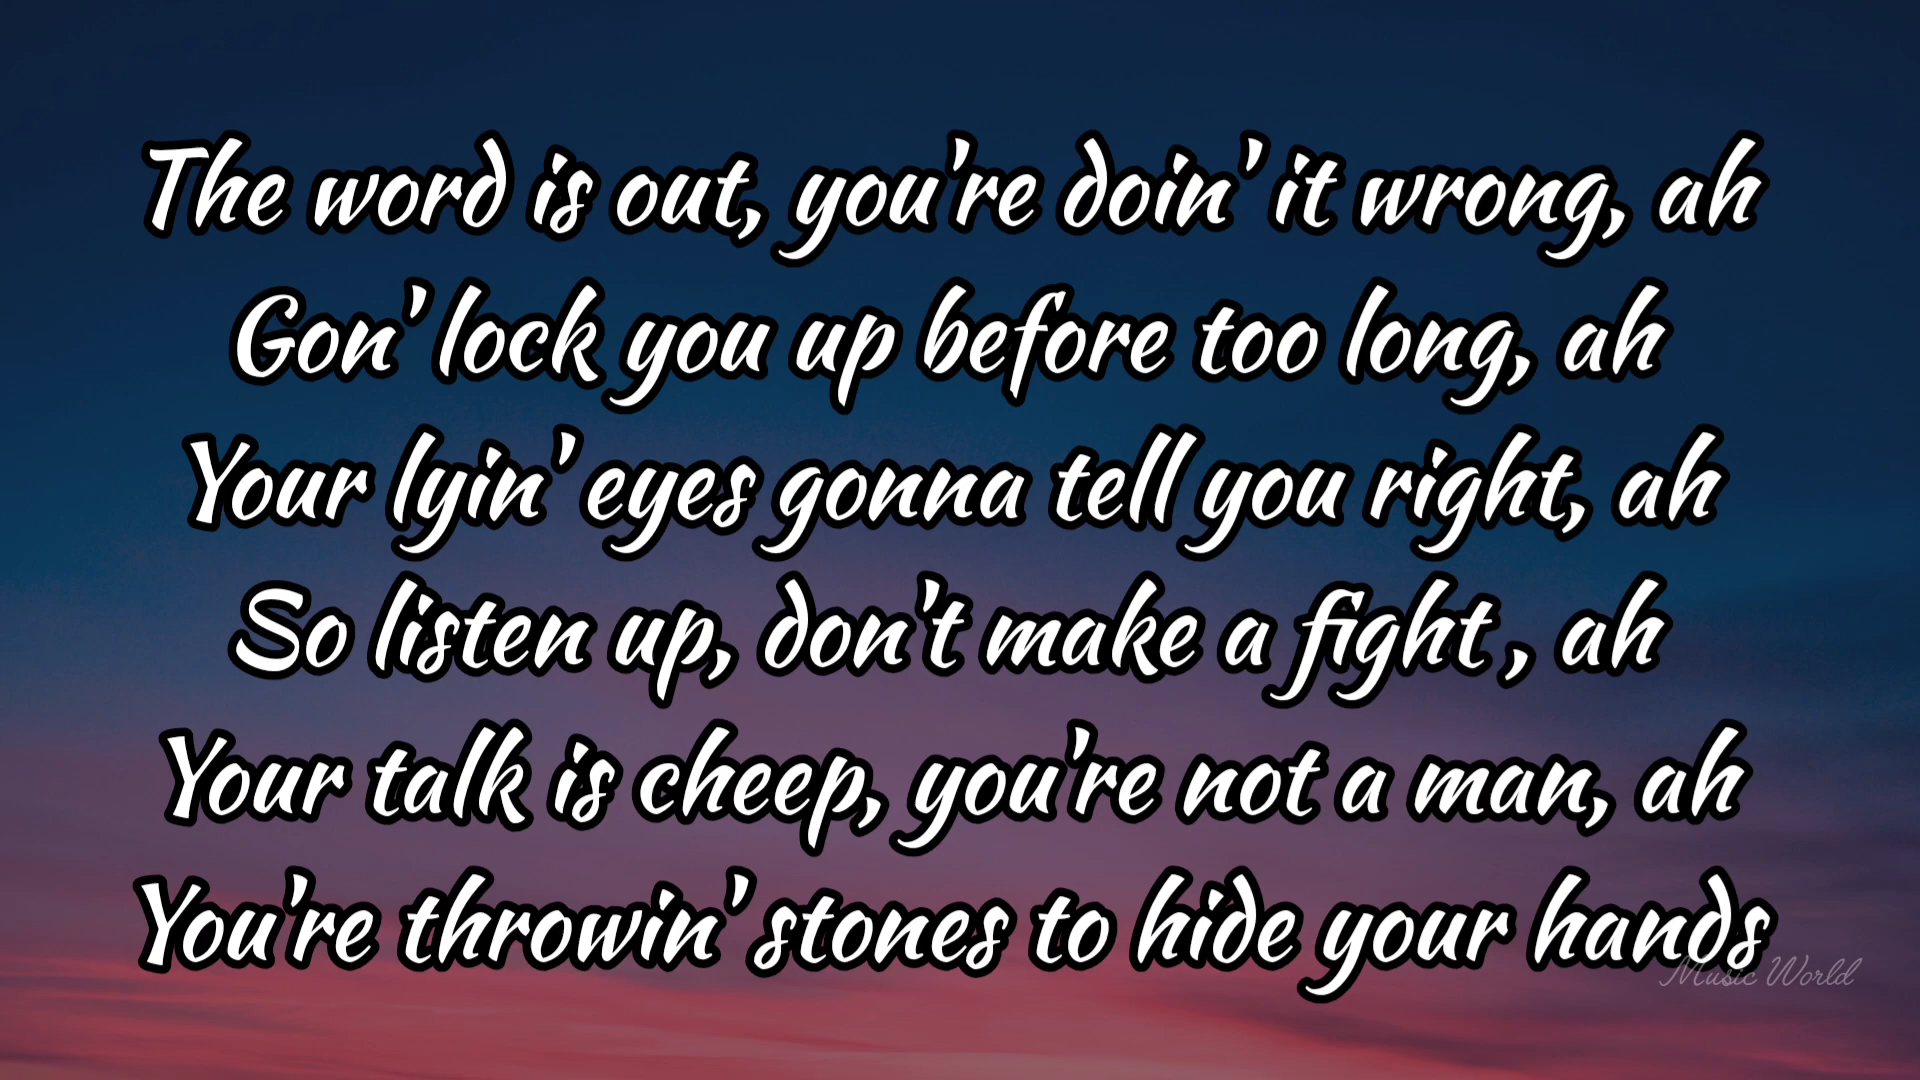 The word is out, you're doin' it wrong, ah
Gon' lock you up before too long, ah
Your lyin' eyes gonna tell you right, ah
So listen up, don't make a fight , ah
Your talk is cheep, you're not a man, ah
You're throwin' stones to hide your hands
Music World